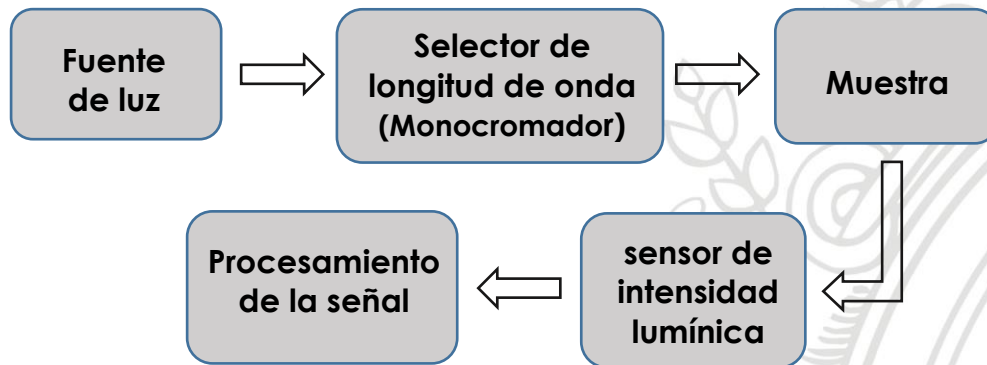 Fuente
de luz
Selector de
longitud de onda
(Monocromador)
Muestra
sensor de
intensidad
lumínica
Procesamiento
de la señal